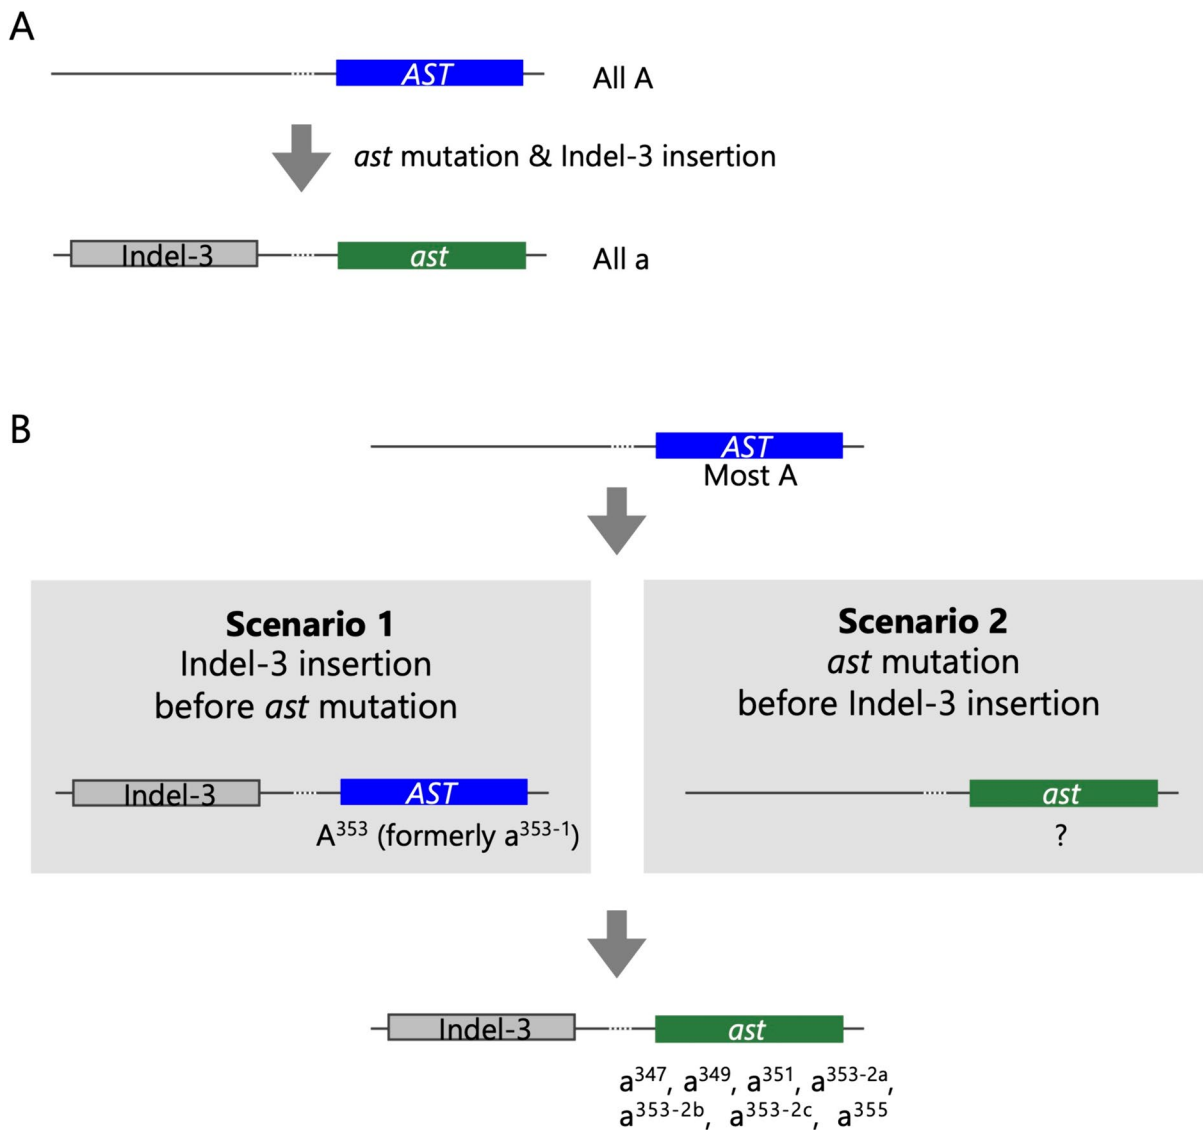 A
AST
All A
ast mutation & Indel-3 insertion
Indel-3
ast
All a
B
AST
Most A
Scenario 1
Indel-3 insertion
before ast mutation
Indel-3
AST
A³⁵³ (formerly a³⁵³⁻¹)
Scenario 2
ast mutation
before Indel-3 insertion
ast
?
Indel-3
ast
a³⁴⁷, a³⁴⁹, a³⁵¹, a³⁵³⁻²ᵃ,
a³⁵³⁻²ᵇ, a³⁵³⁻²ᶜ, a³⁵⁵